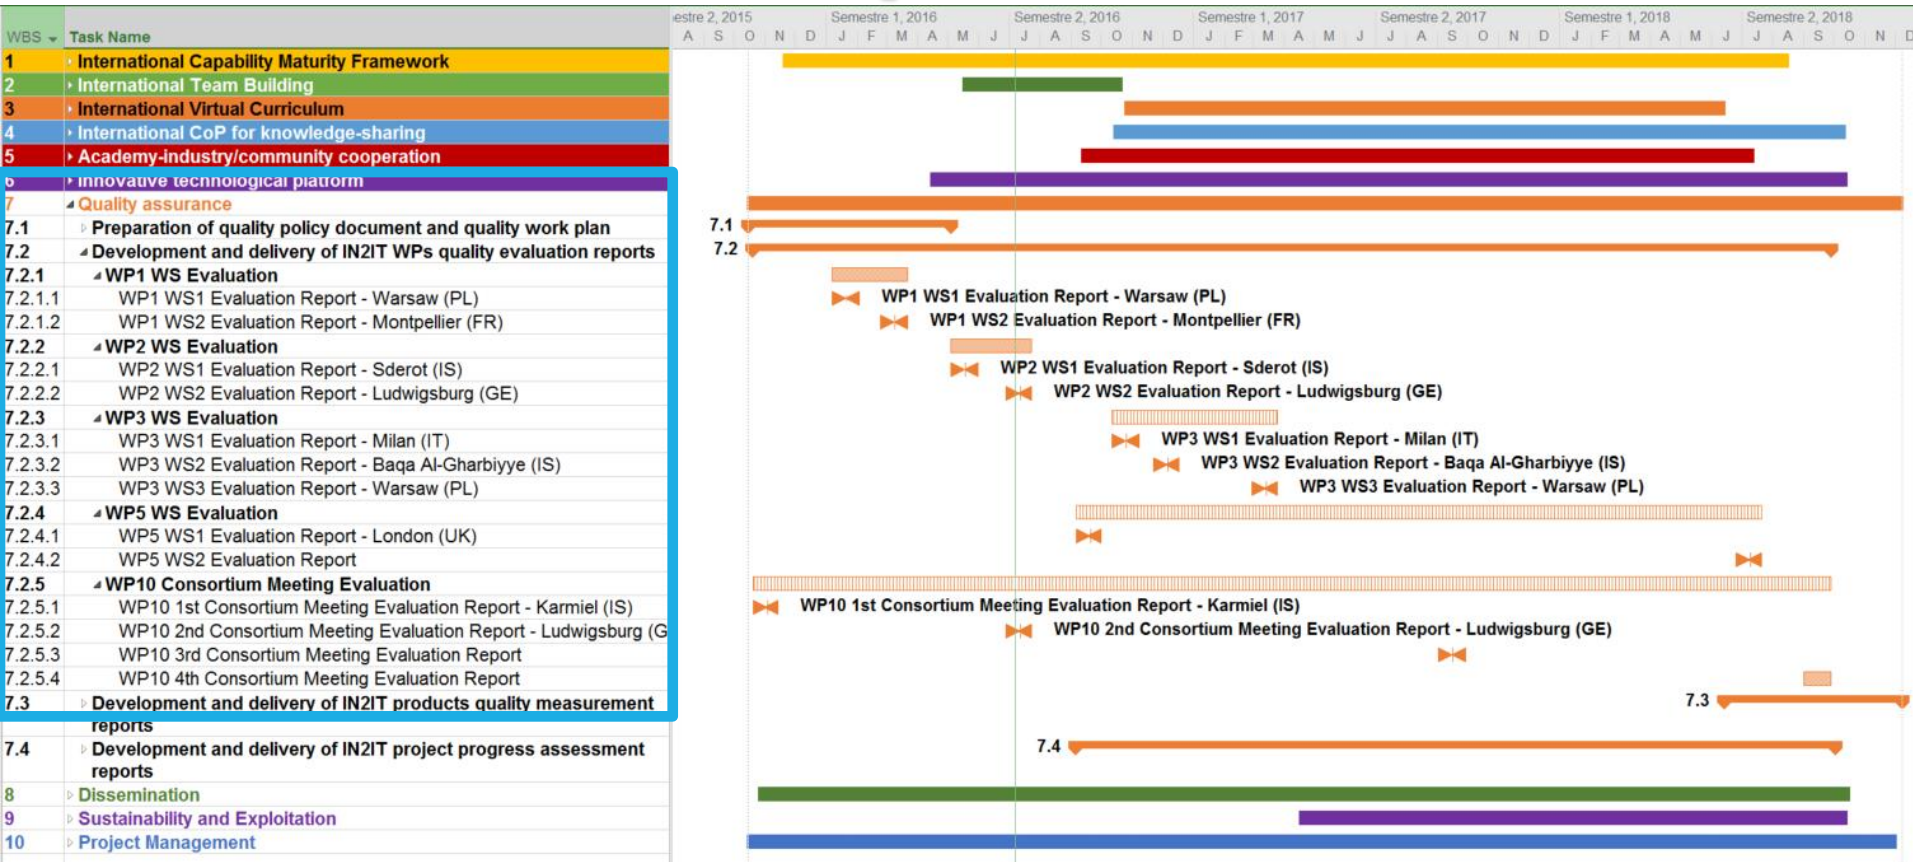 estre 2, 2015 Semestre 1, 2016 Semestre 2, 2016 Semestre 1, 2017 Semestre 2, 2017 Semestre 1, 2018 Semestre 2, 2018
WBS Task Name A S O N D J F M A M J J A S O N D J F M A M J J A S O N D J F M A M J J A S O N D
1 International Capability Maturity Framework
2 International Team Building
3 International Virtual Curriculum
4 International CoP for knowledge-sharing
5 Academy-industry/community cooperation
6 Innovative technological platform
7 Quality assurance
7.1 Preparation of quality policy document and quality work plan 7.1
7.2 Development and delivery of IN2IT WPs quality evaluation reports 7.2
7.2.1 WP1 WS Evaluation
7.2.1.1 WP1 WS1 Evaluation Report - Warsaw (PL) WP1 WS1 Evaluation Report - Warsaw (PL)
7.2.1.2 WP1 WS2 Evaluation Report - Montpellier (FR) WP1 WS2 Evaluation Report - Montpellier (FR)
7.2.2 WP2 WS Evaluation
7.2.2.1 WP2 WS1 Evaluation Report - Sderot (IS) WP2 WS1 Evaluation Report - Sderot (IS)
7.2.2.2 WP2 WS2 Evaluation Report - Ludwigsburg (GE) WP2 WS2 Evaluation Report - Ludwigsburg (GE)
7.2.3 WP3 WS Evaluation
7.2.3.1 WP3 WS1 Evaluation Report - Milan (IT) WP3 WS1 Evaluation Report - Milan (IT)
7.2.3.2 WP3 WS2 Evaluation Report - Baqa Al-Gharbiyye (IS) WP3 WS2 Evaluation Report - Baqa Al-Gharbiyye (IS)
7.2.3.3 WP3 WS3 Evaluation Report - Warsaw (PL) WP3 WS3 Evaluation Report - Warsaw (PL)
7.2.4 WP5 WS Evaluation
7.2.4.1 WP5 WS1 Evaluation Report - London (UK)
7.2.4.2 WP5 WS2 Evaluation Report
7.2.5 WP10 Consortium Meeting Evaluation
7.2.5.1 WP10 1st Consortium Meeting Evaluation Report - Karmiel (IS) WP10 1st Consortium Meeting Evaluation Report - Karmiel (IS)
7.2.5.2 WP10 2nd Consortium Meeting Evaluation Report - Ludwigsburg (G WP10 2nd Consortium Meeting Evaluation Report - Ludwigsburg (GE)
7.2.5.3 WP10 3rd Consortium Meeting Evaluation Report
7.2.5.4 WP10 4th Consortium Meeting Evaluation Report
7.3 Development and delivery of IN2IT products quality measurement 7.3
reports
7.4 Development and delivery of IN2IT project progress assessment 7.4
reports
8 Dissemination
9 Sustainability and Exploitation
10 Project Management